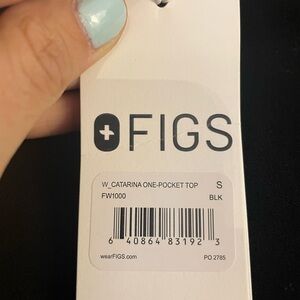 FIGS
W_CATARINA ONE-POCKET TOP S
FW1000 BLK
6 40864 83192 3
wearFIGS.com PO 2785